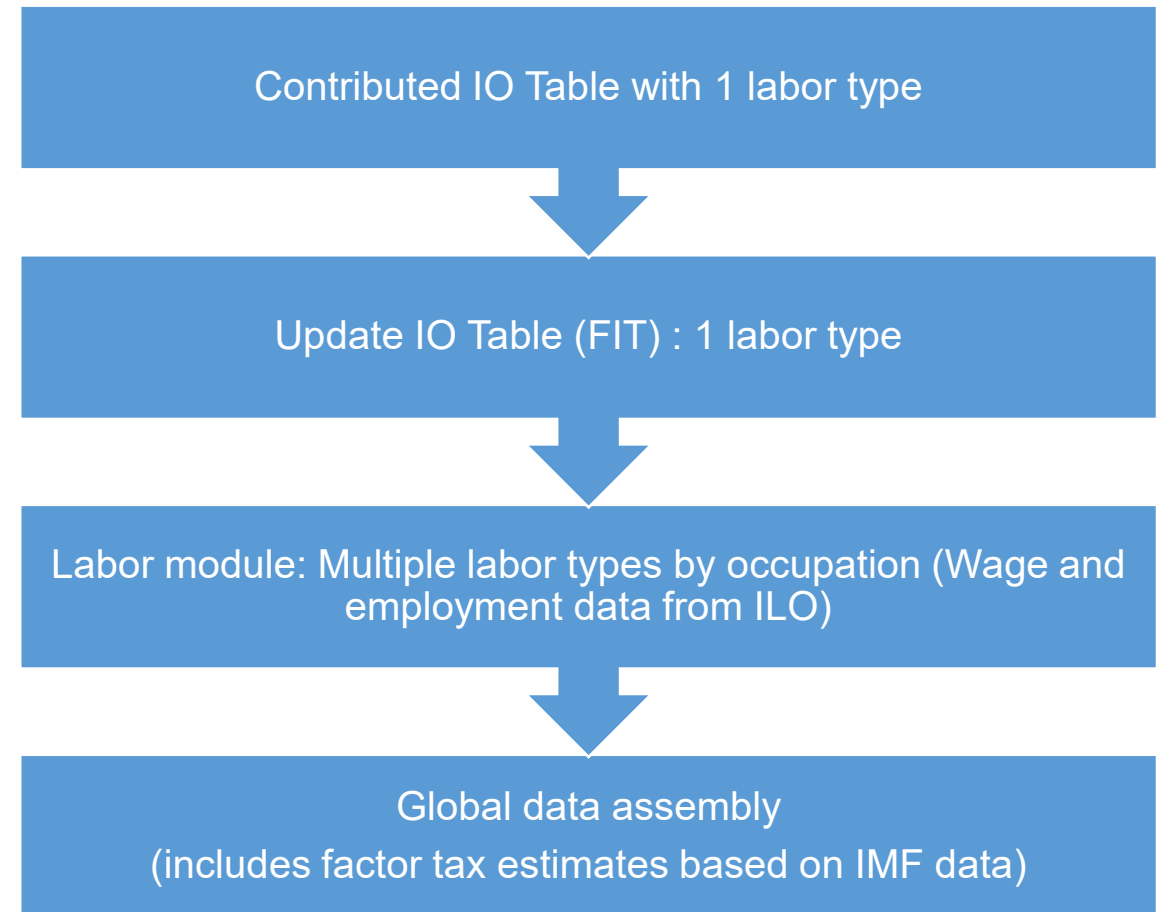 Contributed IO Table with 1 labor type
Update IO Table (FIT) : 1 labor type
Labor module: Multiple labor types by occupation (Wage and
employment data from ILO)
Global data assembly
(includes factor tax estimates based on IMF data)